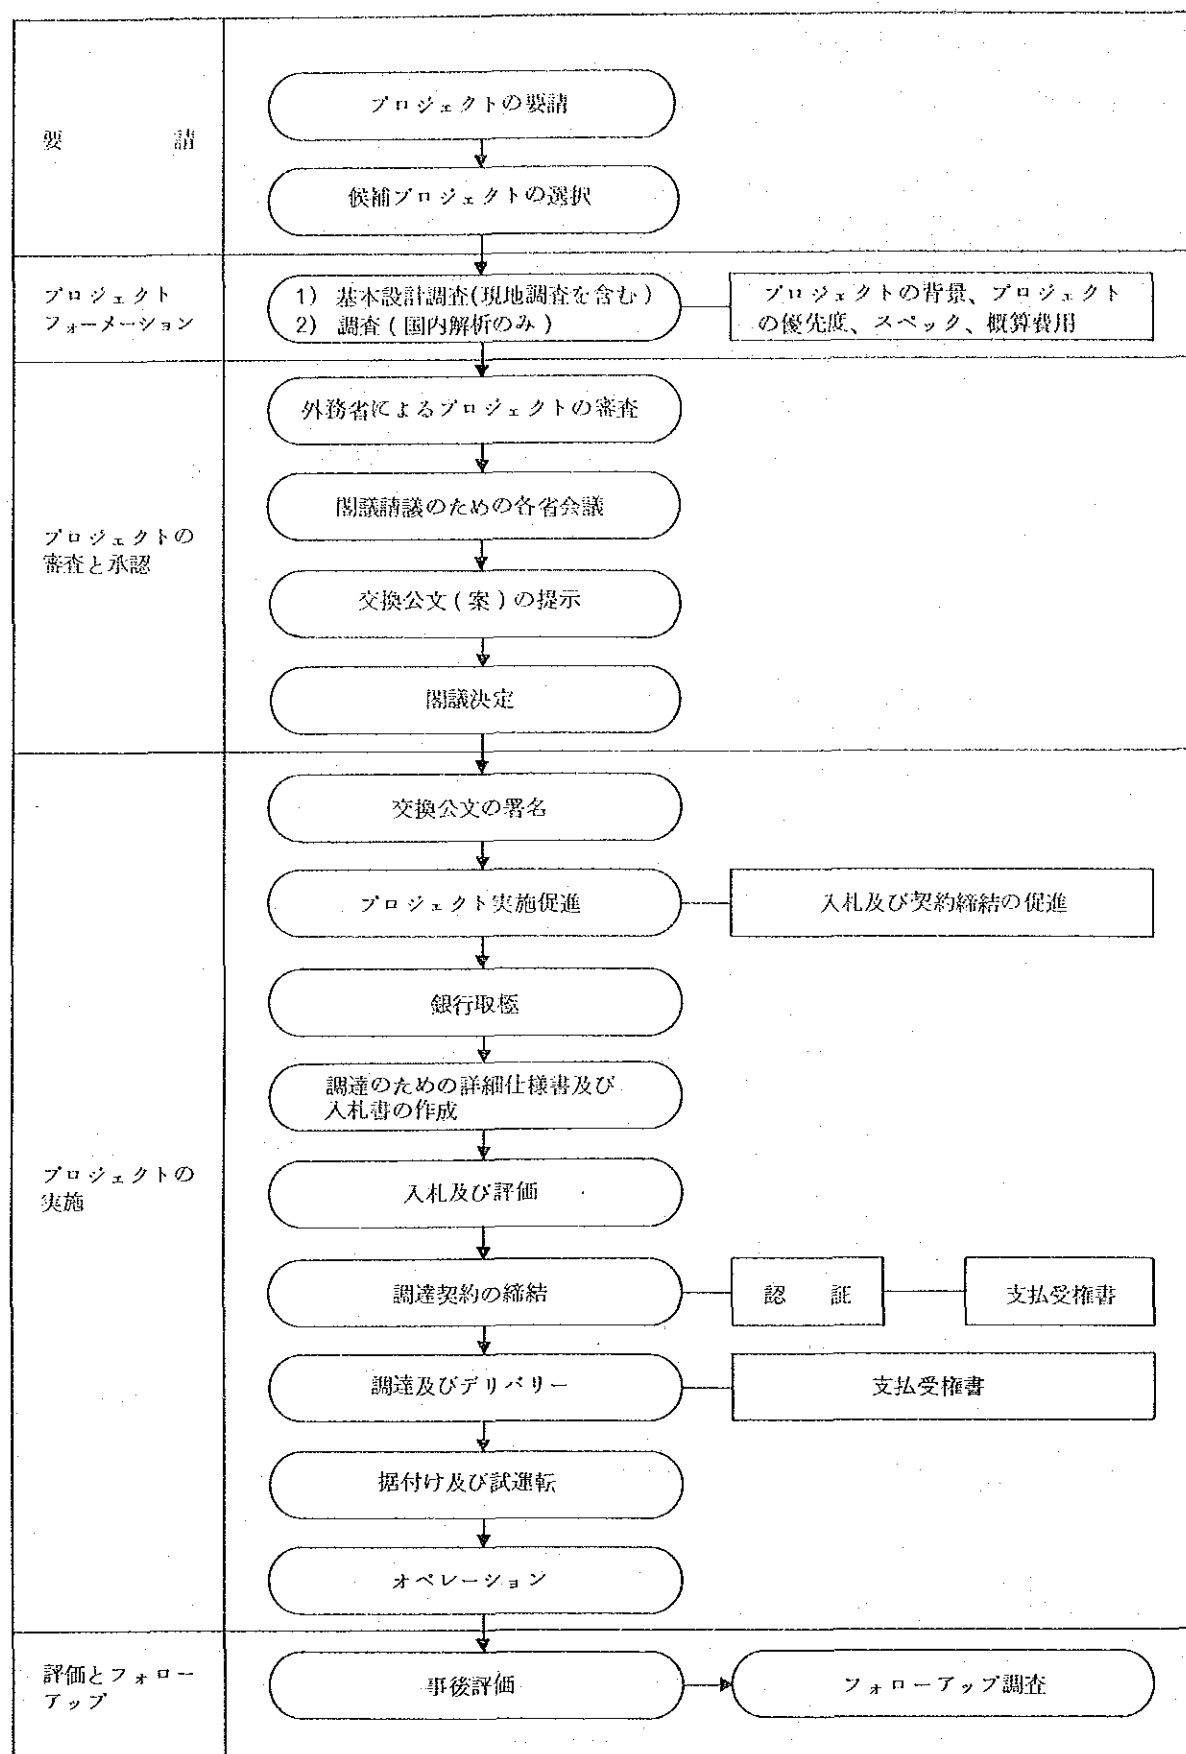 要　　　請
プロジェクトの要請
候補プロジェクトの選択
プロジェクト
フォーメーション
1) 基本設計調査(現地調査を含む)
2) 調査(国内解析のみ)
プロジェクトの背景、プロジェクト
の優先度、スペック、概算費用
プロジェクトの
審査と承認
外務省によるプロジェクトの審査
閣議請議のための各省会議
交換公文(案)の提示
閣議決定
プロジェクトの
実施
交換公文の署名
プロジェクト実施促進
入札及び契約締結の促進
銀行取極
調達のための詳細仕様書及び
入札書の作成
入札及び評価
調達契約の締結
認　証
支払受権書
調達及びデリバリー
支払受権書
据付け及び試運転
オペレーション
評価とフォロー
アップ
事後評価
フォローアップ調査